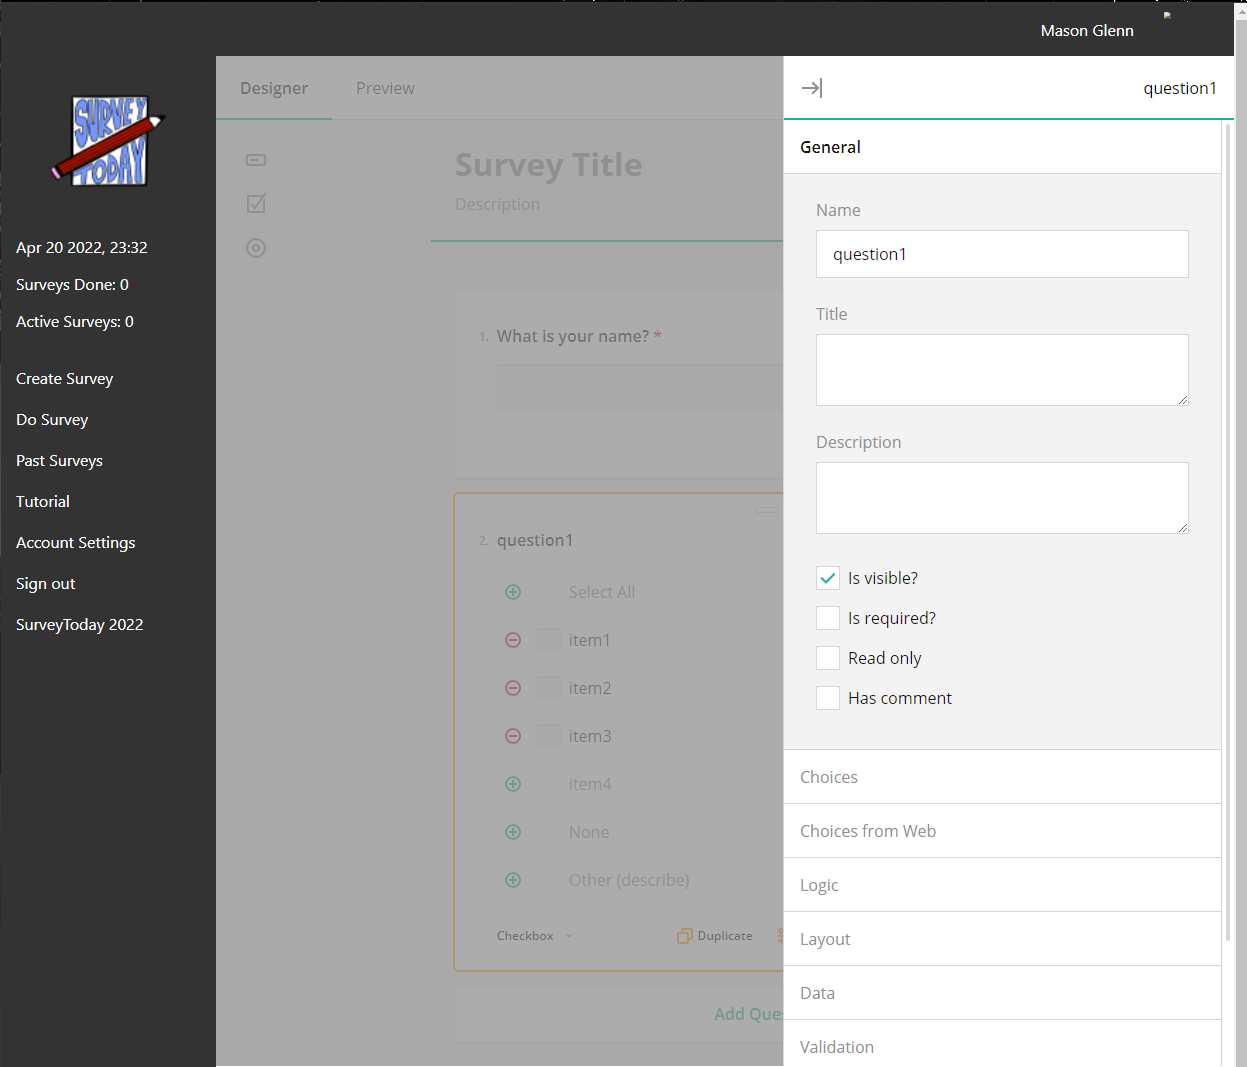 Mason Glenn
SURVEY
TODAY
Apr 20 2022, 23:32
Surveys Done: 0
Active Surveys: 0
Create Survey
Do Survey
Past Surveys
Tutorial
Account Settings
Sign out
SurveyToday 2022
Designer
Preview
Survey Title
Description
1. What is your name? *
2. question1
Select All
item1
item2
item3
item4
None
Other (describe)
Checkbox
Duplicate
Add Ques
question1
General
Name
question1
Title
Description
Is visible?
Is required?
Read only
Has comment
Choices
Choices from Web
Logic
Layout
Data
Validation